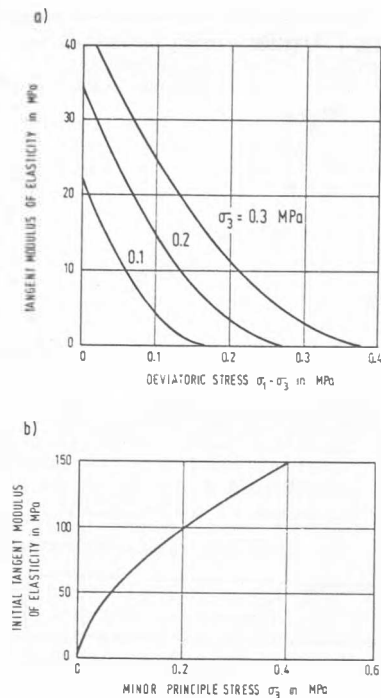 a)
40
30
20
10
0
TANGENT MODULUS OF ELASTICITY in MPa
σ3 = 0.3 MPa
0.2
0.1
0 0.1 0.2 0.3 0.4
DEVIATORIC STRESS σ1-σ3 in MPa
b)
150
100
50
0
INITIAL TANGENT MODULUS
OF ELASTICITY in MPa
0 0.2 0.4 0.6
MINOR PRINCIPLE STRESS σ3 in MPa